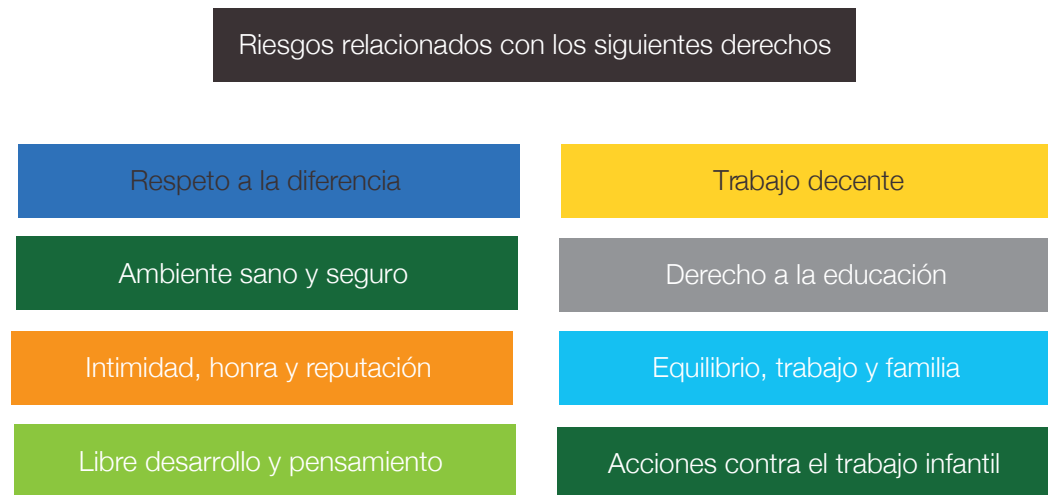 Riesgos relacionados con los siguientes derechos
Respeto a la diferencia
Trabajo decente
Ambiente sano y seguro
Derecho a la educación
Intimidad, honra y reputación
Equilibrio, trabajo y familia
Libre desarrollo y pensamiento
Acciones contra el trabajo infantil